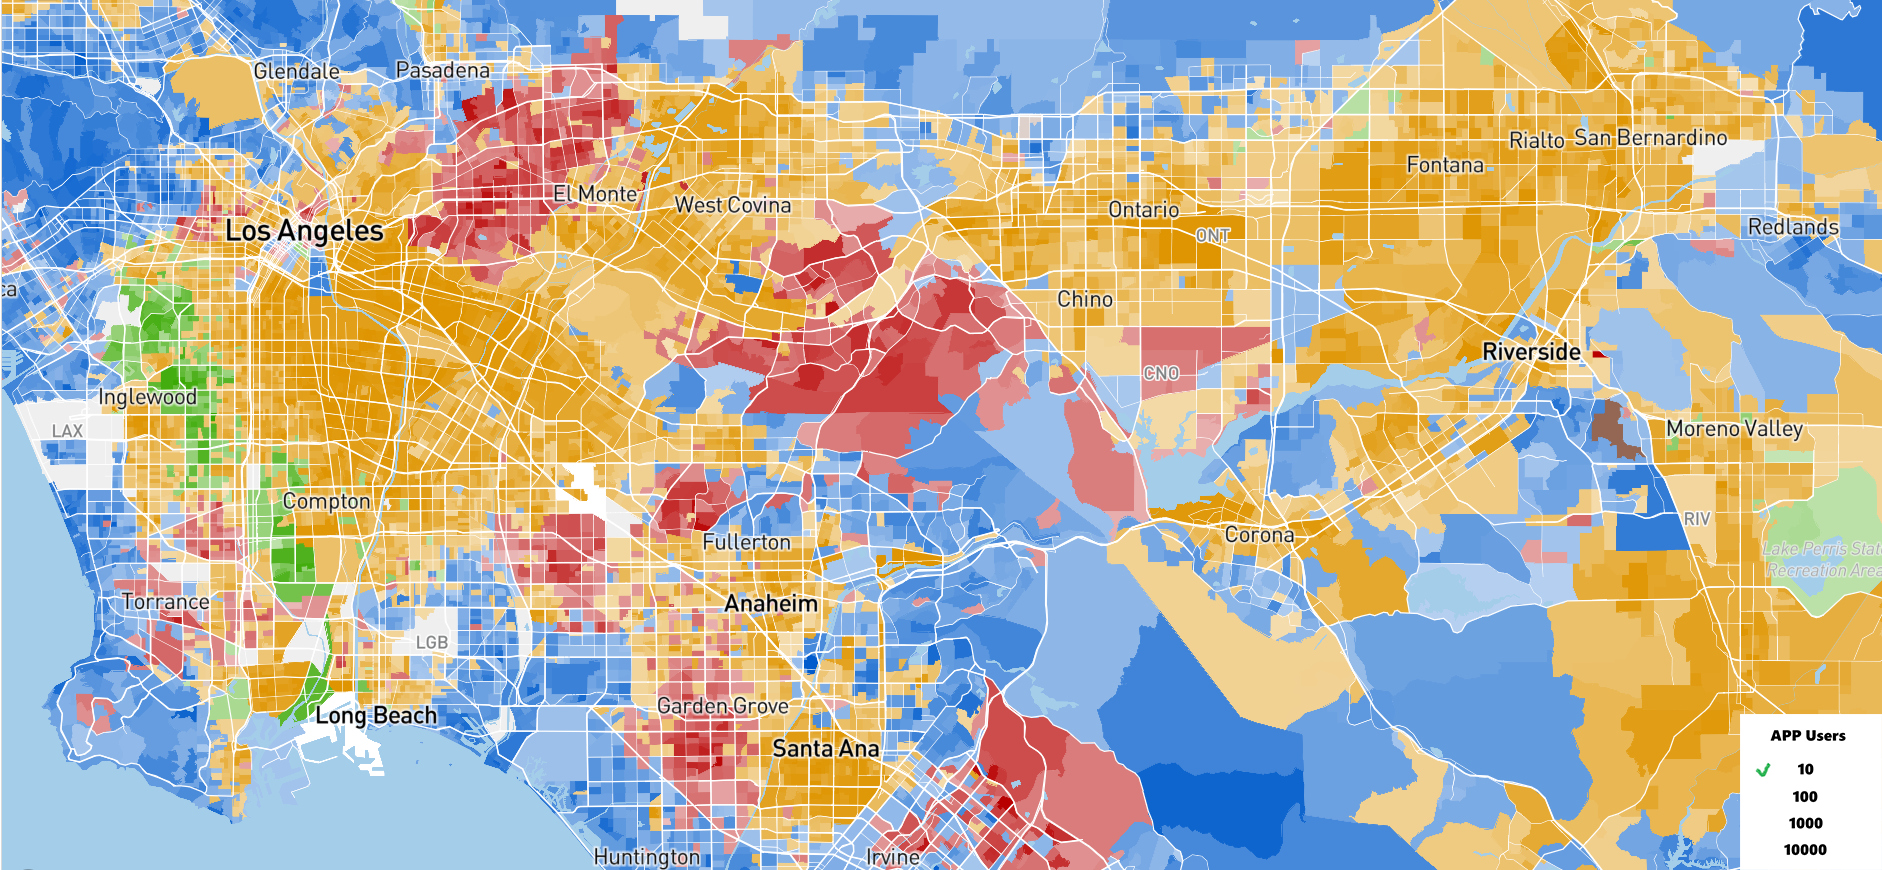 Glendale
Pasadena
Rialto
San Bernardino
Fontana
El Monte
West Covina
Ontario
Los Angeles
ONT
Redlands
ca
Chino
Riverside
CNO
Inglewood
LAX
Moreno Valley
Compton
RIV
Corona
Fullerton
Lake Perris Stat
Recreation Area
Torrance
Anaheim
LGB
Garden Grove
Long Beach
Santa Ana
APP Users
10
100
1000
10000
Huntington
Irvine